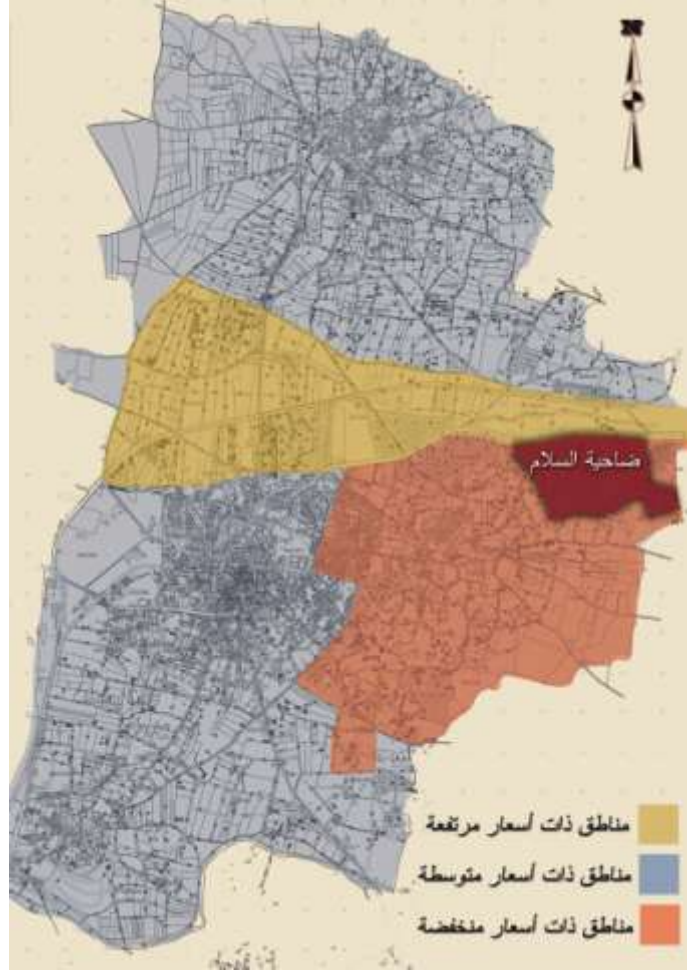 ضاحية السلام
مناطق ذات أسعار مرتفعة
مناطق ذات أسعار متوسطة
مناطق ذات أسعار منخفضة